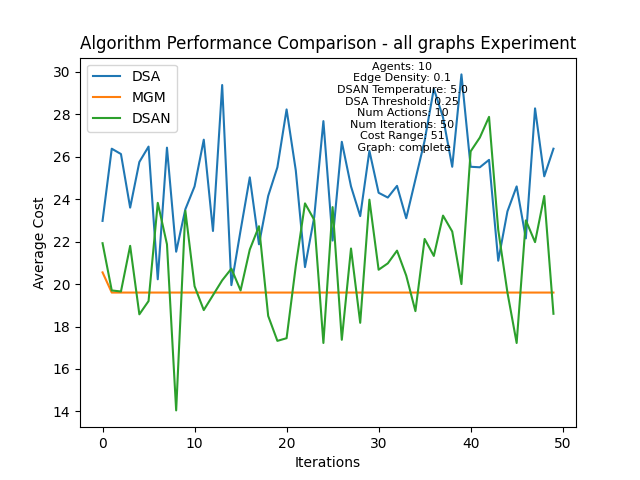 Algorithm Performance Comparison - all graphs Experiment
DSA
MGM
DSAN
Agents: 10
Edge Density: 0.1
DSAN Temperature: 5.0
DSA Threshold: 0.25
Num Actions: 10
Num Iterations: 50
Cost Range: 51
Graph: complete
30
28
26
24
22
20
18
16
14
Average Cost
0 10 20 30 40 50
Iterations